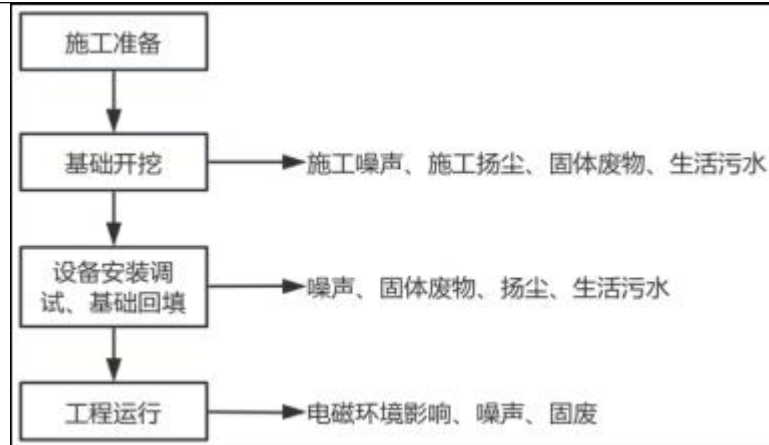 施工准备
基础开挖
施工噪声、施工扬尘、固体废物、生活污水
设备安装调
试、基础回填
噪声、固体废物、扬尘、生活污水
工程运行
电磁环境影响、噪声、固废